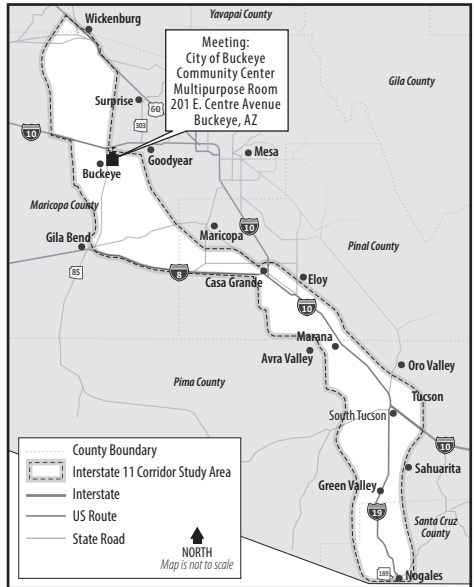 Wickenburg
Yavapai County
Meeting:
City of Buckeye
Community Center
Multipurpose Room
201 E. Centre Avenue
Buckeye, AZ
Gila County
Surprise
60
303
10
Goodyear
Mesa
Buckeye
Maricopa County
Maricopa
10
Gila Bend
Pinal County
85
8
Casa Grande
Eloy
10
Marana
Avra Valley
Oro Valley
Pima County
Tucson
South Tucson
10
Sahuarita
Green Valley
19
Santa Cruz
County
189
Nogales
County Boundary
Interstate 11 Corridor Study Area
Interstate
US Route
State Road
NORTH
Map is not to scale